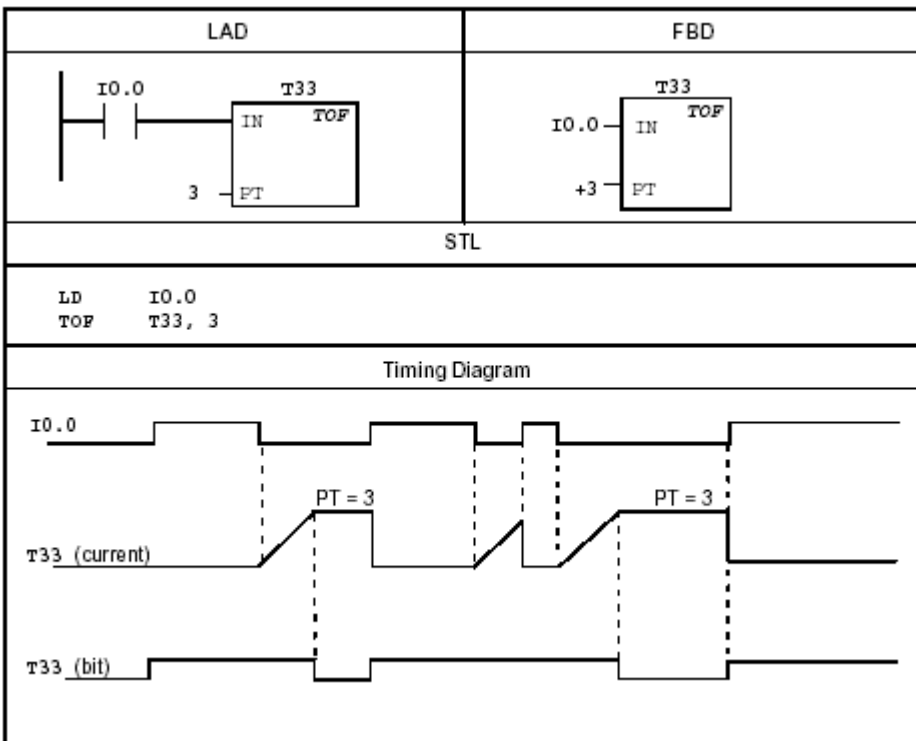 LAD
FBD
I0.0
T33
IN
TOF
3
PT
T33
I0.0
IN
TOF
+3
PT
STL
LD I0.0
TOF T33, 3
Timing Diagram
I0.0
PT = 3
PT = 3
T33 (current)
T33 (bit)